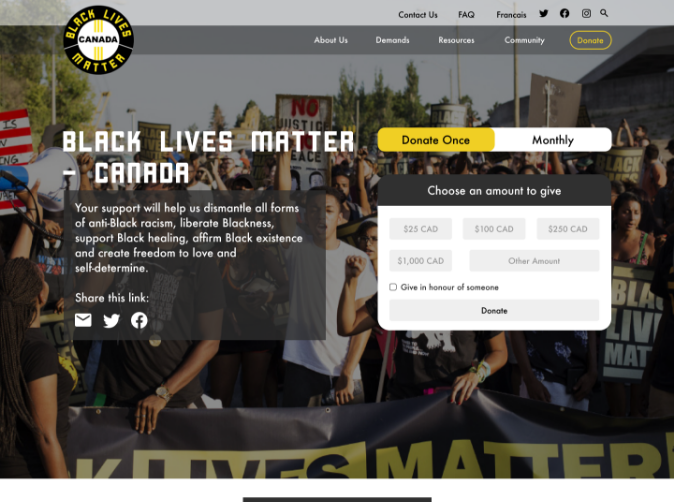 Contact Us FAQ Francais
BLACK LIVES
CANADA
MATTER
About Us Demands Resources Community Donate
NO
JUSTICE
PEACE
IS
BLACK LIVES MATTER
- CANADA
Donate Once Monthly
Choose an amount to give
Your support will help us dismantle all forms
of anti-Black racism, liberate Blackness,
support Black healing, affirm Black existence
and create freedom to love and
self-determine.
$25 CAD $100 CAD $250 CAD
$1,000 CAD Other Amount
Give in honour of someone
Donate
Share this link:
BLACK
LIV
MATT
K LIVES MATTER